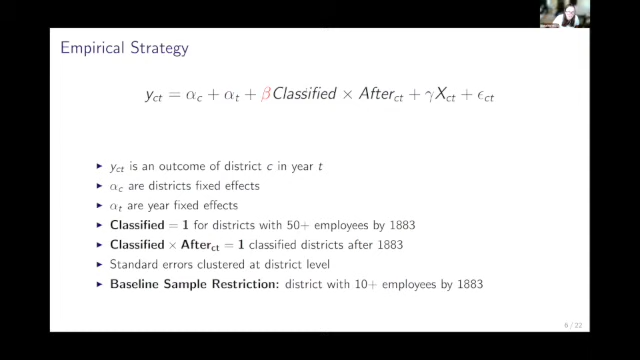 Empirical Strategy
y_ct = α_c + α_t + βClassified × After_ct + γX_ct + ϵ_ct
▶ y_ct is an outcome of district c in year t
▶ α_c are districts fixed effects
▶ α_t are year fixed effects
▶ Classified = 1 for districts with 50+ employees by 1883
▶ Classified × After_ct = 1 classified districts after 1883
▶ Standard errors clustered at district level
▶ Baseline Sample Restriction: district with 10+ employees by 1883
6 / 22